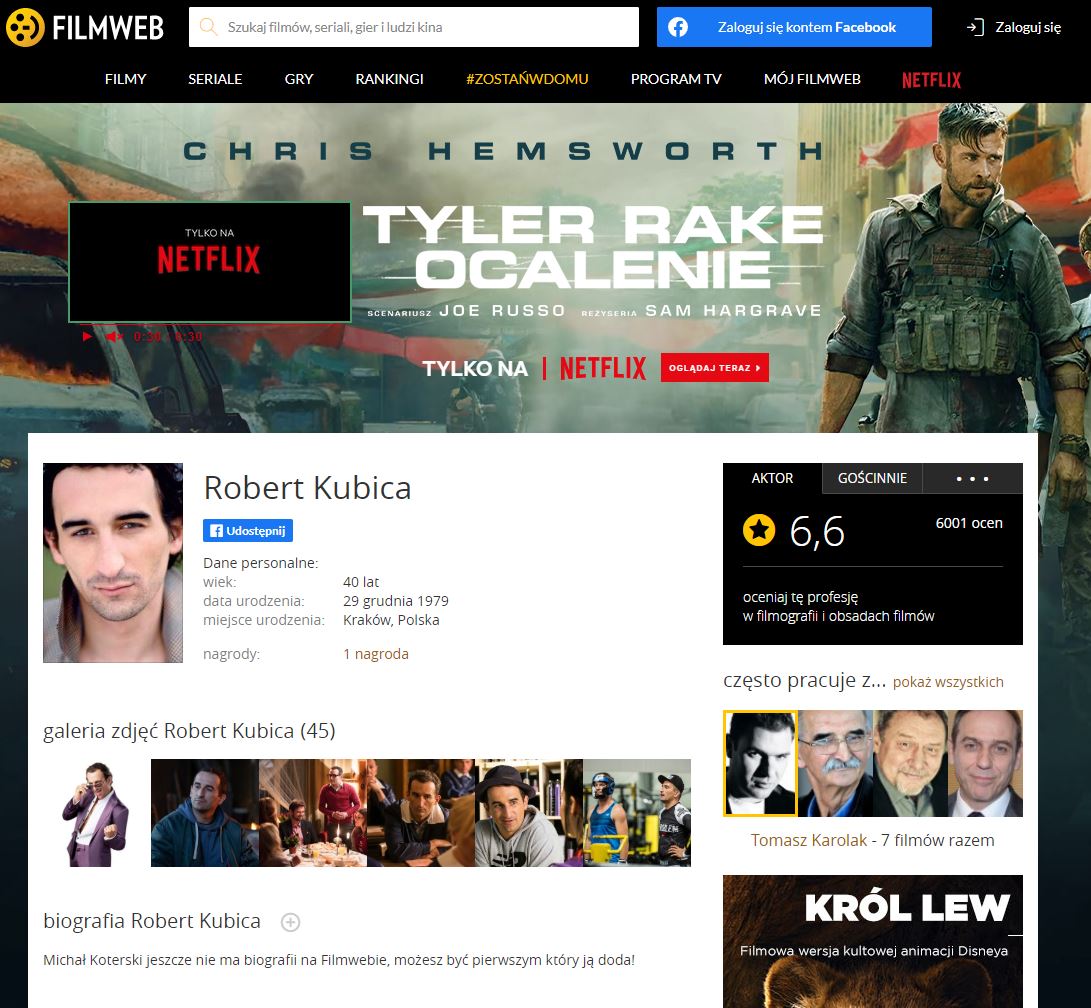 FILMWEB
Szukaj filmów, seriali, gier i ludzi kina
Zaloguj się kontem Facebook
Zaloguj się
FILMY SERIALE GRY RANKINGI #ZOSTAŃWDOMU PROGRAM TV MÓJ FILMWEB NETFLIX
CHRIS HEMSWORTH
TYLKO NA
NETFLIX
TYLER RAKE
OCALENIE
SCENARIUSZ JOE RUSSO REŻYSERIA SAM HARGRAVE
0:30 / 0:30
TYLKO NA | NETFLIX OGLĄDAJ TERAZ
Robert Kubica
Udostępnij
Dane personalne:
wiek: 40 lat
data urodzenia: 29 grudnia 1979
miejsce urodzenia: Kraków, Polska
nagrody: 1 nagroda
AKTOR GOŚCINNIE
6,6 6001 ocen
oceniaj tę profesję
w filmografii i obsadach filmów
często pracuje z... pokaż wszystkich
Tomasz Karolak - 7 filmów razem
galeria zdjęć Robert Kubica (45)
biografia Robert Kubica
Michał Koterski jeszcze nie ma biografii na Filmwebie, możesz być pierwszym który ją doda!
KRÓL LEW
Filmowa wersja kultowej animacji Disneya